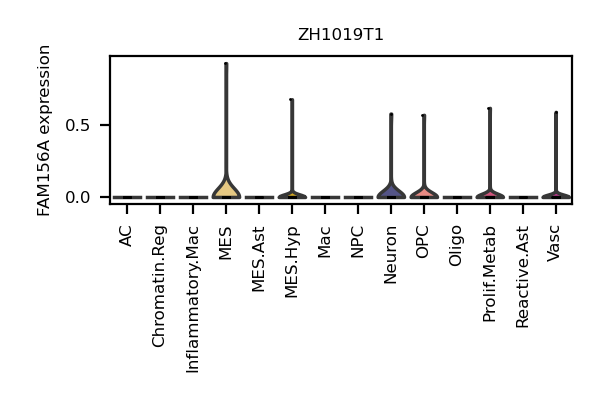 ZH1019T1
FAM156A expression
0.5
0.0
AC
Chromatin.Reg
Inflammatory.Mac
MES
MES.Ast
MES.Hyp
Mac
NPC
Neuron
OPC
Oligo
Prolif.Metab
Reactive.Ast
Vasc